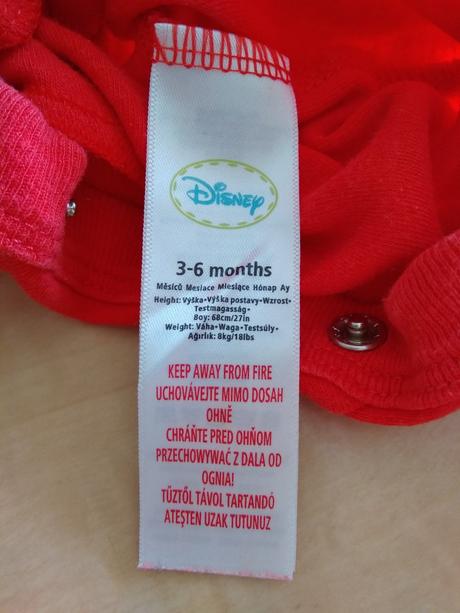 Disney
3-6 months
Měsíců Mesiace Miesiące Hónap Ay
Height: Výška•Výška postavy•Wzrost•
Testmagasság•
Boy: 68cm/27in
Weight: Váha•Waga•Testsúly•
Ağırlık: 8kg/18lbs
KEEP AWAY FROM FIRE
UCHOVÁVEJTE MIMO DOSAH
OHNĚ
CHRÁŇTE PRED OHŇOM
PRZECHOWYWAĆ Z DALA OD
OGNIA!
TŰZTŐL TÁVOL TARTANDÓ
ATEŞTEN UZAK TUTUNUZ